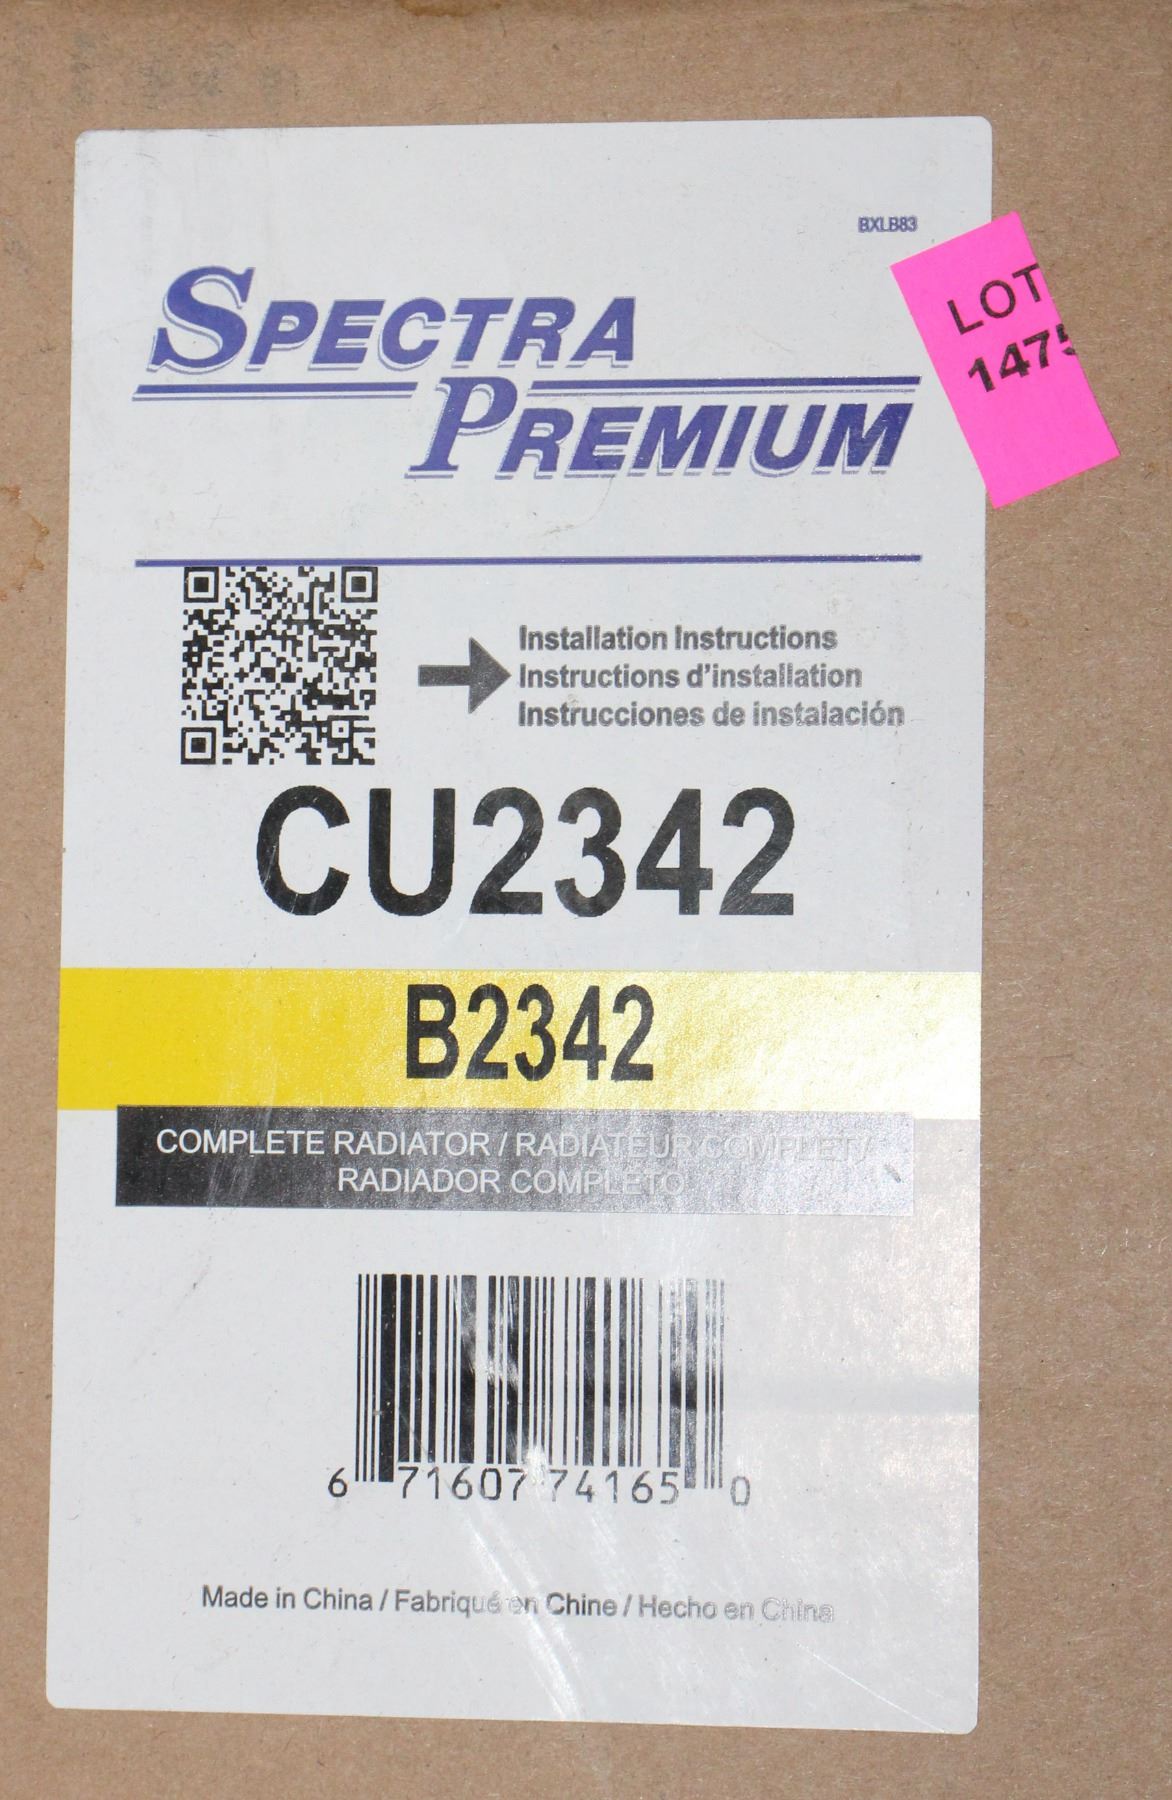 BXLB83
SPECTRA
PREMIUM
LOT
1475
Installation Instructions
Instructions d'installation
Instrucciones de instalación
CU2342
B2342
COMPLETE RADIATOR / RADIATEUR COMPLET /
RADIADOR COMPLETO
6 71607 74165 0
Made in China / Fabriqué en Chine / Hecho en China